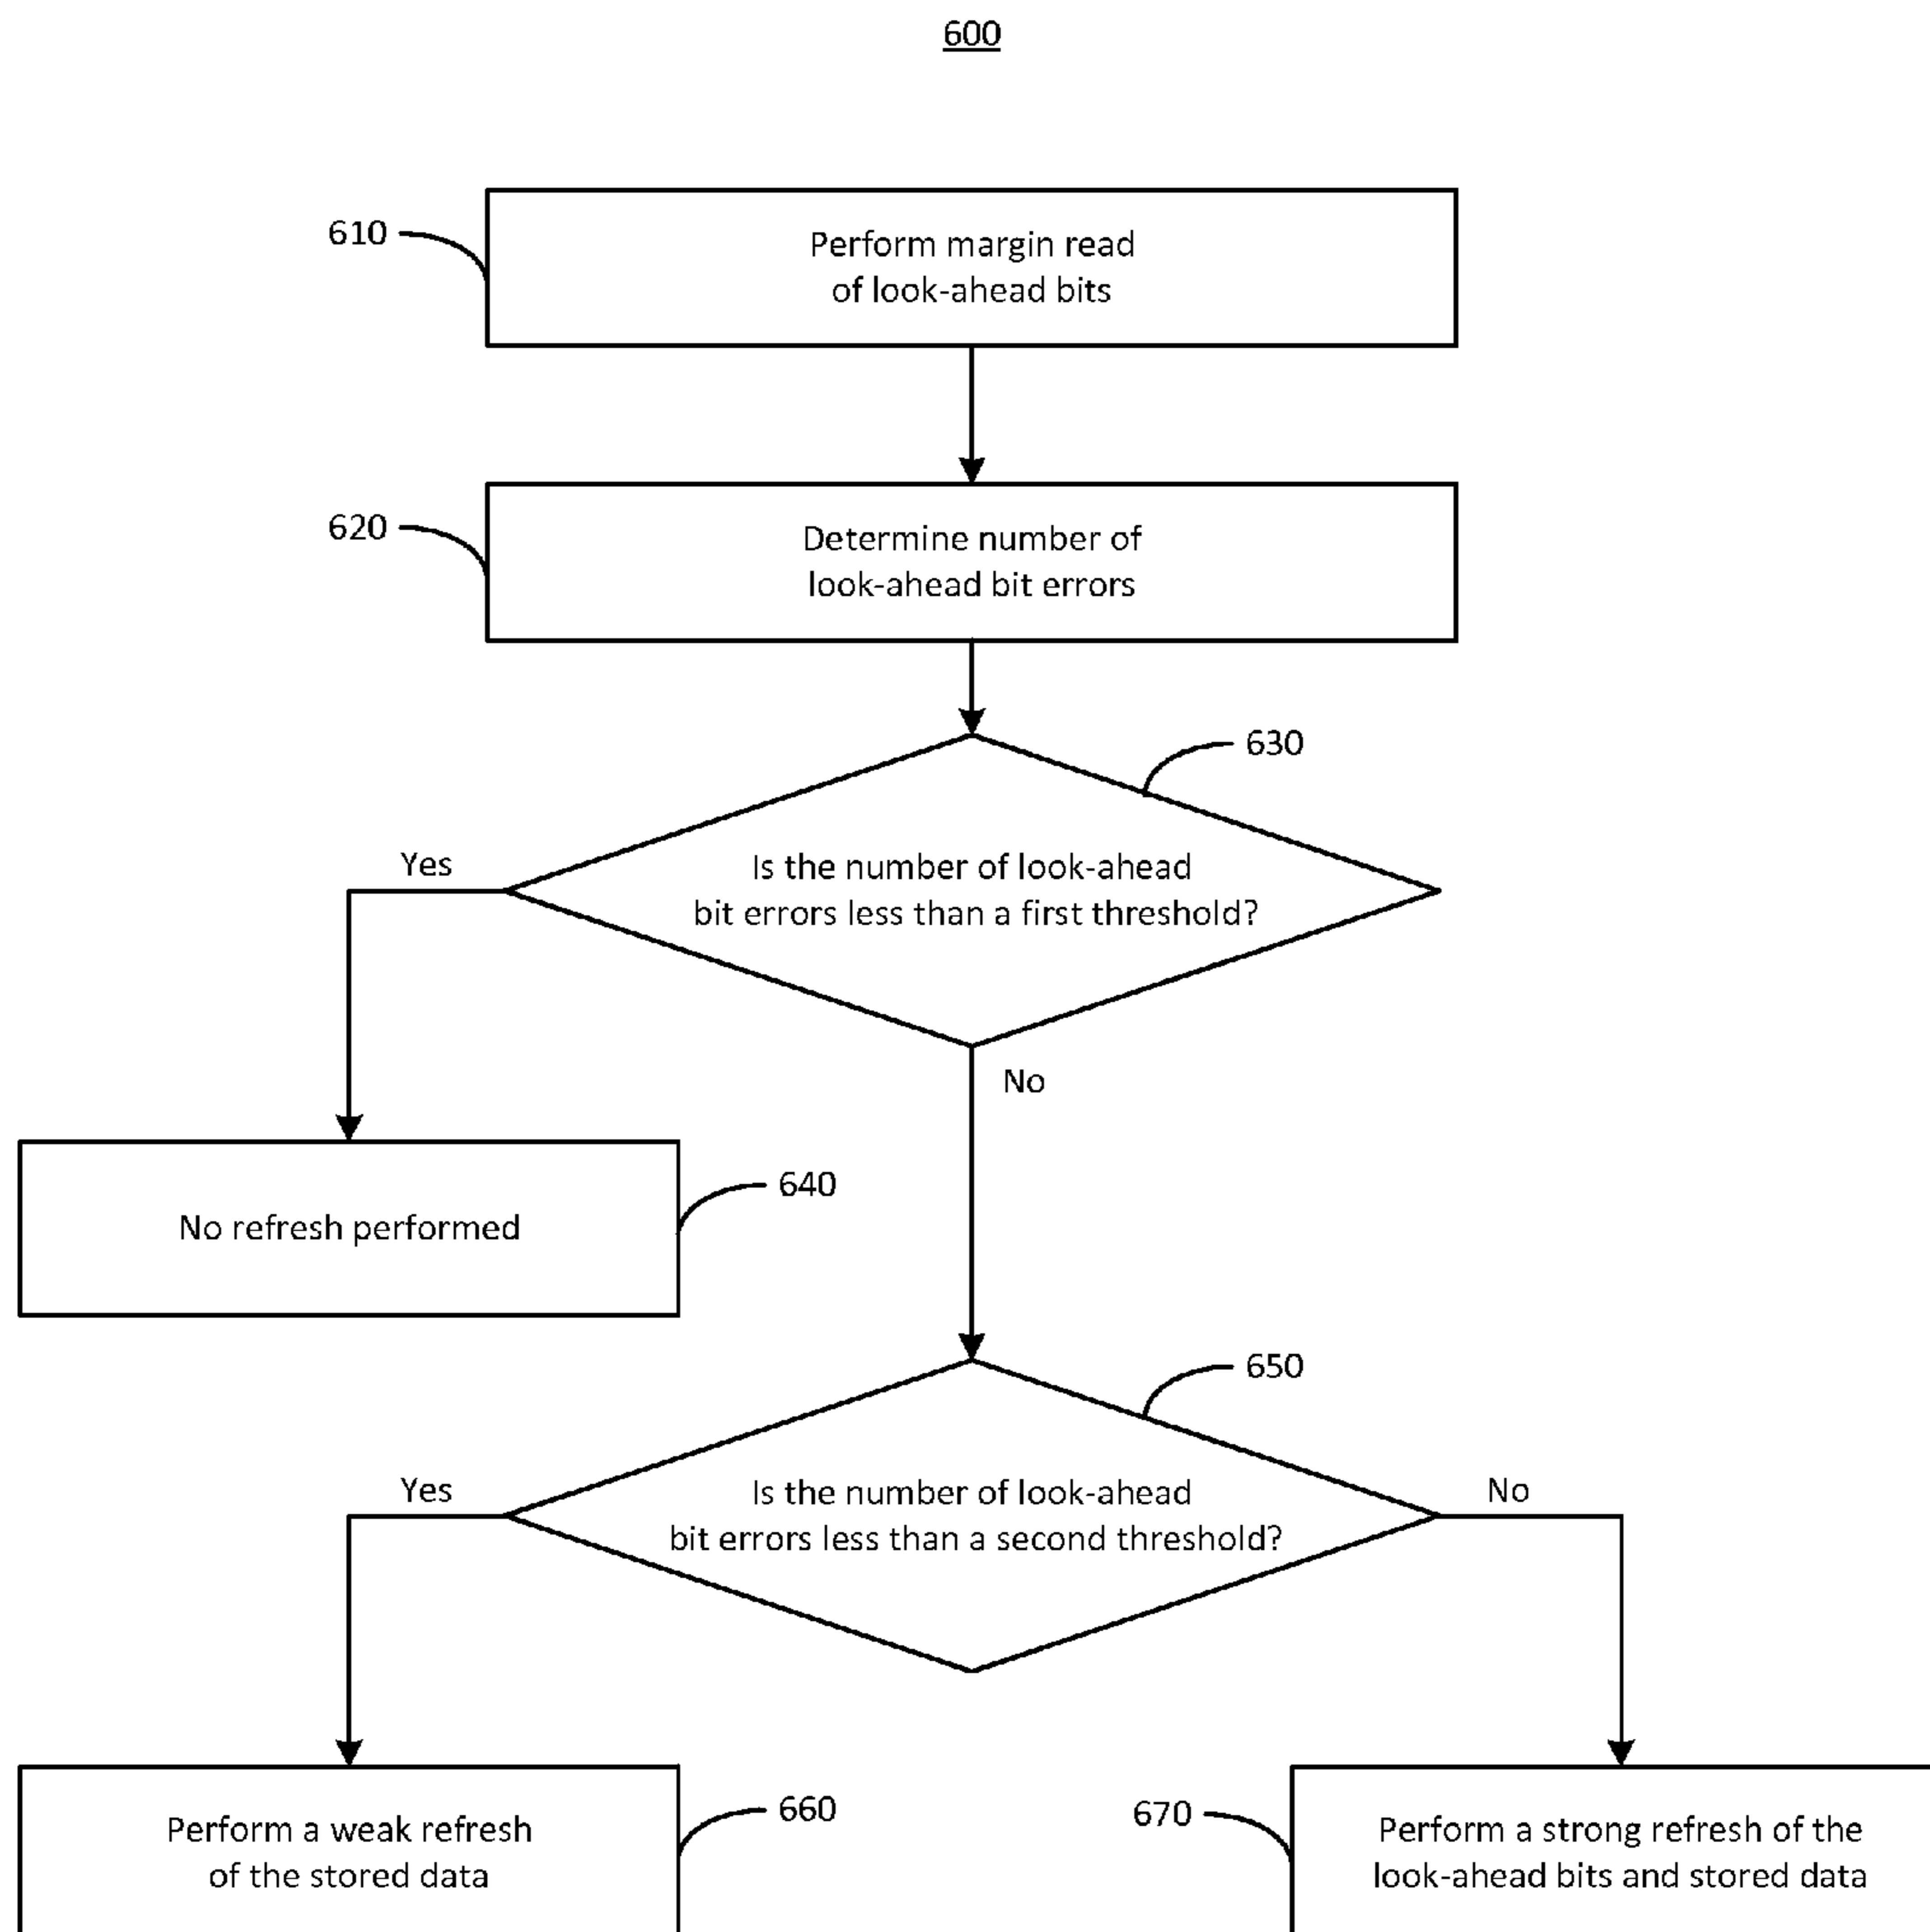 600
610
Perform margin read
of look-ahead bits
620
Determine number of
look-ahead bit errors
630
Is the number of look-ahead
bit errors less than a first threshold?
Yes
No
640
No refresh performed
650
Is the number of look-ahead
bit errors less than a second threshold?
Yes
No
660
Perform a weak refresh
of the stored data
670
Perform a strong refresh of the
look-ahead bits and stored data